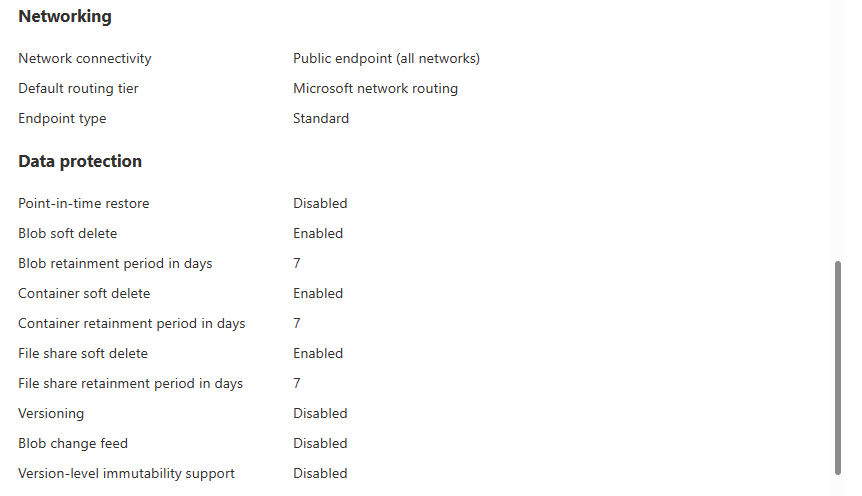 Networking
Network connectivity Public endpoint (all networks)
Default routing tier Microsoft network routing
Endpoint type Standard
Data protection
Point-in-time restore Disabled
Blob soft delete Enabled
Blob retainment period in days 7
Container soft delete Enabled
Container retainment period in days 7
File share soft delete Enabled
File share retainment period in days 7
Versioning Disabled
Blob change feed Disabled
Version-level immutability support Disabled